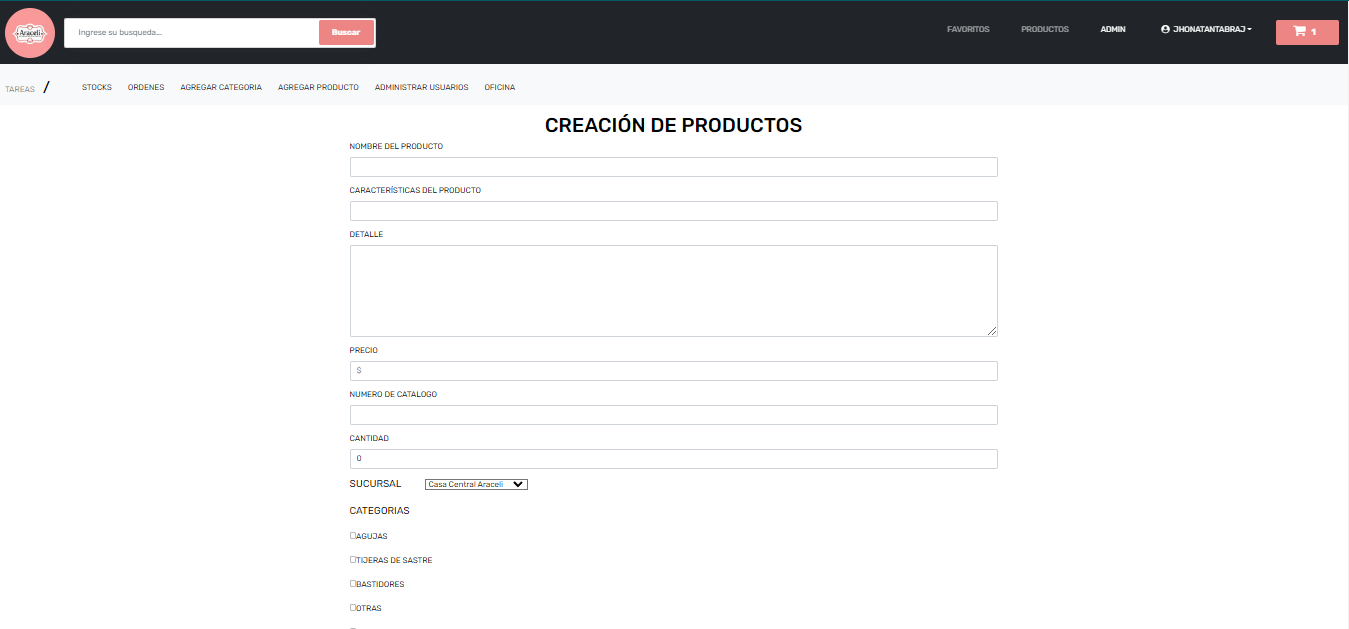 Araceli
Ingrese su busqueda...
Buscar
FAVORITOS
PRODUCTOS
ADMIN
JHONATANTABRAJ
1
TAREAS /
STOCKS
ORDENES
AGREGAR CATEGORIA
AGREGAR PRODUCTO
ADMINISTRAR USUARIOS
OFICINA
CREACIÓN DE PRODUCTOS
NOMBRE DEL PRODUCTO
CARACTERÍSTICAS DEL PRODUCTO
DETALLE
PRECIO
$
NUMERO DE CATALOGO
CANTIDAD
0
SUCURSAL
Casa Central Araceli
CATEGORIAS
AGUJAS
TIJERAS DE SASTRE
BASTIDORES
OTRAS